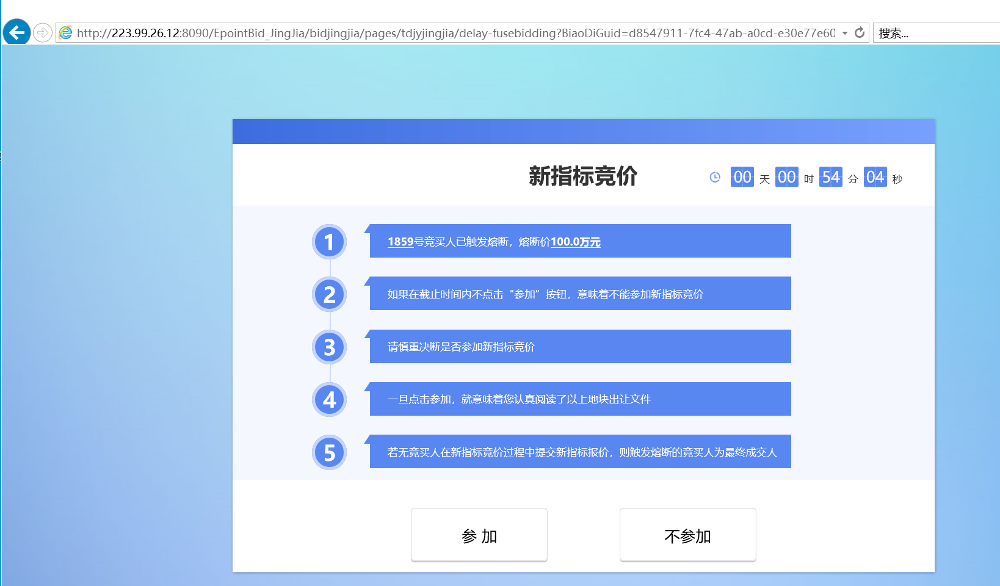 http://223.99.26.12:8090/EpointBid_JingJia/bidjingjia/pages/tdjyjingjia/delay-fusebidding?BiaoDiGuid=d8547911-7fc4-47ab-a0cd-e30e77e60
搜索...
新指标竞价
00 天 00 时 54 分 04 秒
1 1859号竞买人已触发熔断，熔断价100.0万元
2 如果在截止时间内不点击“参加”按钮，意味着不能参加新指标竞价
3 请慎重决断是否参加新指标竞价
4 一旦点击参加，就意味着您认真阅读了以上地块出让文件
5 若无竞买人在新指标竞价过程中提交新指标报价，则触发熔断的竞买人为最终成交人
参 加
不参加